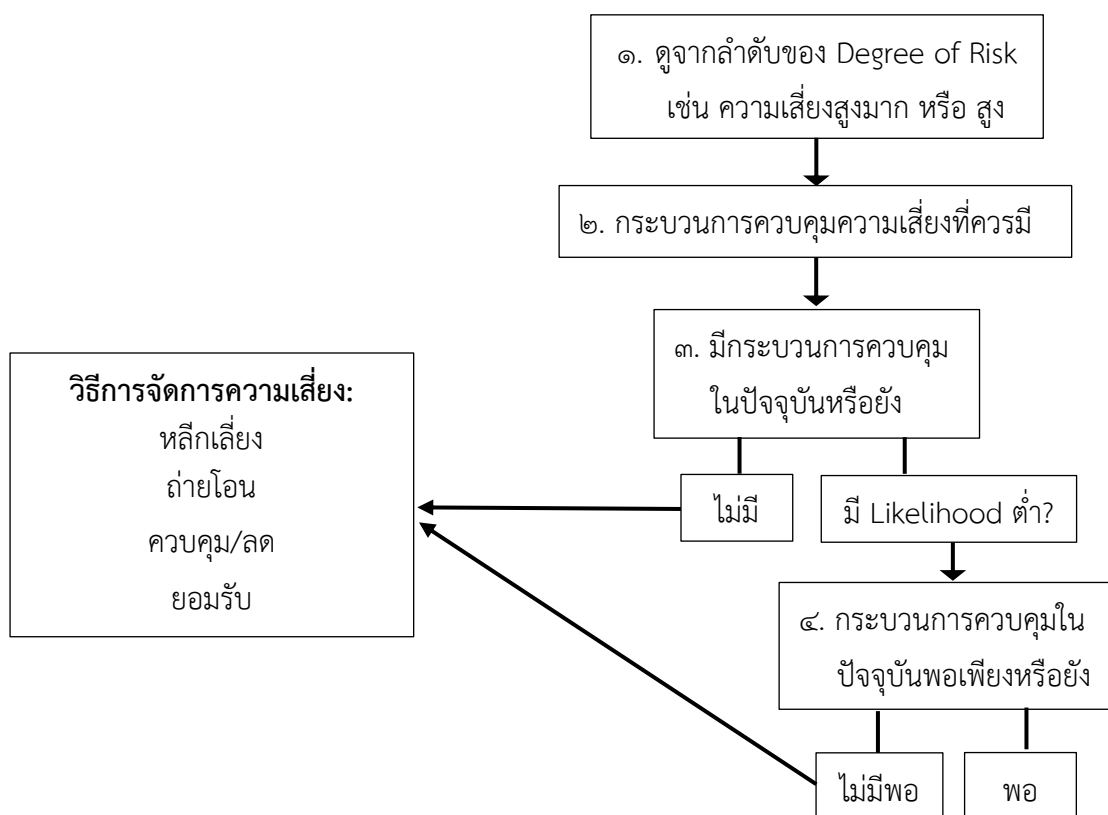 ๑. ดูจากลำดับของ Degree of Risk
เช่น ความเสี่ยงสูงมาก หรือ สูง
๒. กระบวนการควบคุมความเสี่ยงที่ควรมี
๓. มีกระบวนการควบคุม
ในปัจจุบันหรือยัง
วิธีการจัดการความเสี่ยง:
หลีกเลี่ยง
ถ่ายโอน
ควบคุม/ลด
ยอมรับ
ไม่มี
มี Likelihood ต่ำ?
๔. กระบวนการควบคุมใน
ปัจจุบันพอเพียงหรือยัง
ไม่มีพอ
พอ